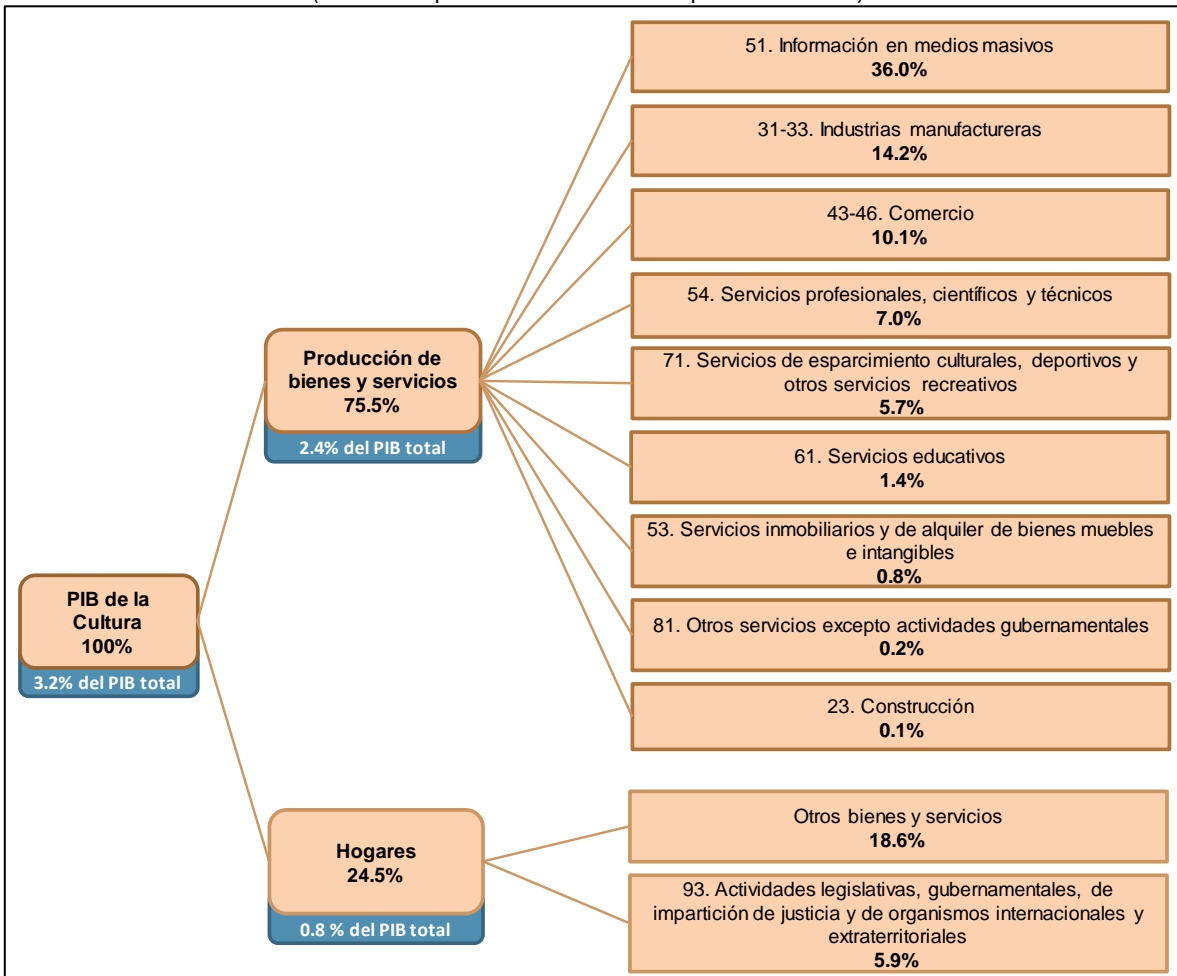 51. Información en medios masivos
36.0%
31-33. Industrias manufactureras
14.2%
43-46. Comercio
10.1%
54. Servicios profesionales, científicos y técnicos
7.0%
Producción de
bienes y servicios
75.5%
2.4% del PIB total
71. Servicios de esparcimiento culturales, deportivos y
otros servicios recreativos
5.7%
61. Servicios educativos
1.4%
53. Servicios inmobiliarios y de alquiler de bienes muebles
e intangibles
0.8%
PIB de la
Cultura
100%
3.2% del PIB total
81. Otros servicios excepto actividades gubernamentales
0.2%
23. Construcción
0.1%
Hogares
24.5%
0.8 % del PIB total
Otros bienes y servicios
18.6%
93. Actividades legislativas, gubernamentales, de
impartición de justicia y de organismos internacionales y
extraterritoriales
5.9%